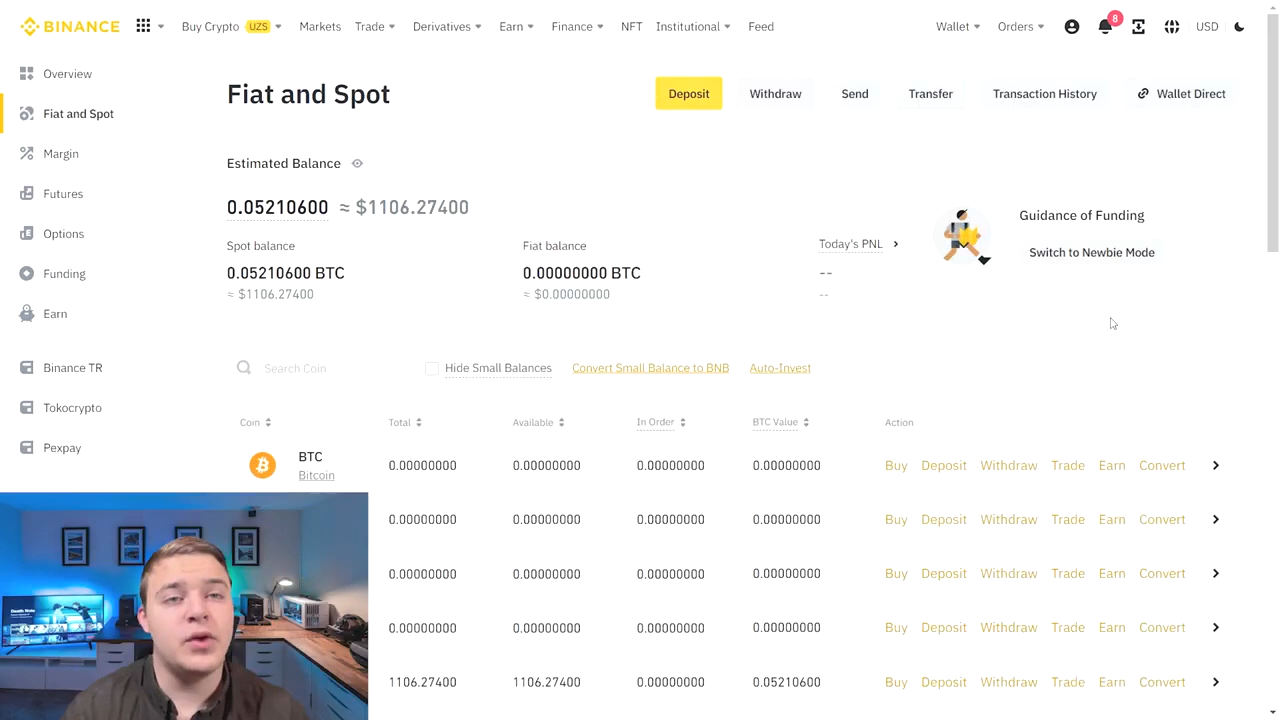 BINANCE
Buy Crypto UZS Markets Trade Derivatives Earn Finance NFT Institutional Feed Wallet Orders 8 USD
Overview
Fiat and Spot
Margin
Futures
Options
Funding
Earn
Binance TR
Tokocrypto
Pexpay
Fiat and Spot
Deposit Withdraw Send Transfer Transaction History Wallet Direct
Estimated Balance
0.05210600 ≈ $1106.27400
Spot balance
0.05210600 BTC
≈ $1106.27400
Fiat balance
0.00000000 BTC
≈ $0.00000000
Today's PNL
--
--
Guidance of Funding
Switch to Newbie Mode
Search Coin Hide Small Balances Convert Small Balance to BNB Auto-Invest
Coin Total Available In Order BTC Value Action
BTC
Bitcoin
0.00000000 0.00000000 0.00000000 0.00000000 Buy Deposit Withdraw Trade Earn Convert
0.00000000 0.00000000 0.00000000 0.00000000 Buy Deposit Withdraw Trade Earn Convert
0.00000000 0.00000000 0.00000000 0.00000000 Buy Deposit Withdraw Trade Earn Convert
0.00000000 0.00000000 0.00000000 0.00000000 Buy Deposit Withdraw Trade Earn Convert
1106.27400 1106.27400 0.00000000 0.05210600 Buy Deposit Withdraw Trade Earn Convert
Death Note